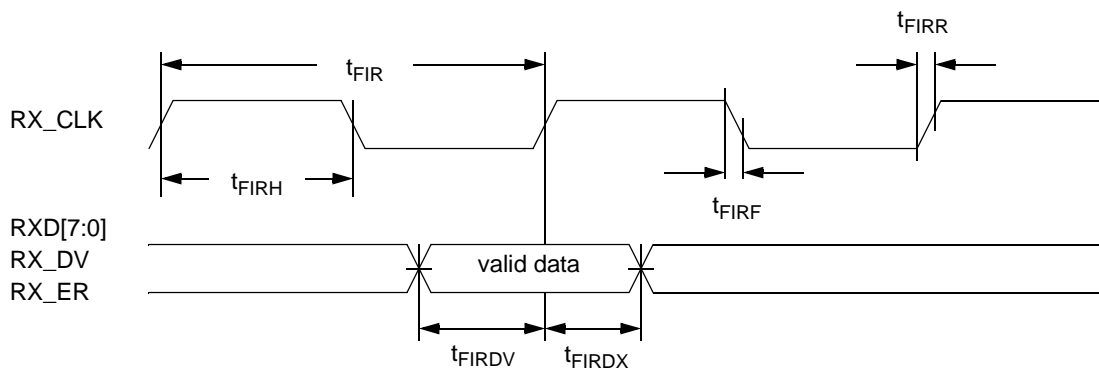 tFIRR
tFIR
RX_CLK
tFIRH
tFIRF
RXD[7:0]
RX_DV
valid data
RX_ER
tFIRDV
tFIRDX